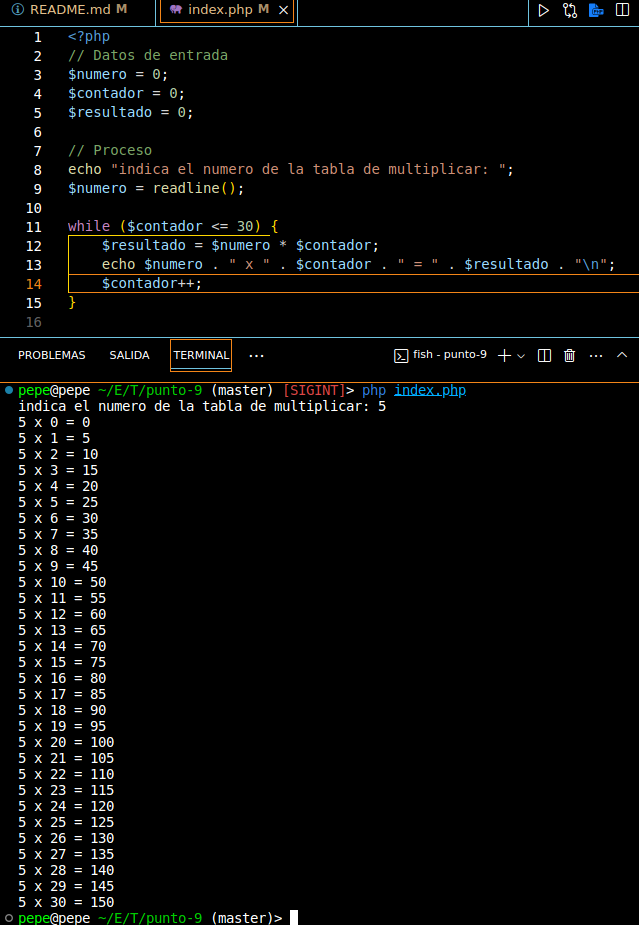 README.md M index.php M
1 <?php
2 // Datos de entrada
3 $numero = 0;
4 $contador = 0;
5 $resultado = 0;
6
7 // Proceso
8 echo "indica el numero de la tabla de multiplicar: ";
9 $numero = readline();
10
11 while ($contador <= 30) {
12 $resultado = $numero * $contador;
13 echo $numero . " x " . $contador . " = " . $resultado . "\n";
14 $contador++;
15 }
16
PROBLEMAS SALIDA TERMINAL ... fish - punto-9
pepe@pepe ~/E/T/punto-9 (master) [SIGINT]> php index.php
indica el numero de la tabla de multiplicar: 5
5 x 0 = 0
5 x 1 = 5
5 x 2 = 10
5 x 3 = 15
5 x 4 = 20
5 x 5 = 25
5 x 6 = 30
5 x 7 = 35
5 x 8 = 40
5 x 9 = 45
5 x 10 = 50
5 x 11 = 55
5 x 12 = 60
5 x 13 = 65
5 x 14 = 70
5 x 15 = 75
5 x 16 = 80
5 x 17 = 85
5 x 18 = 90
5 x 19 = 95
5 x 20 = 100
5 x 21 = 105
5 x 22 = 110
5 x 23 = 115
5 x 24 = 120
5 x 25 = 125
5 x 26 = 130
5 x 27 = 135
5 x 28 = 140
5 x 29 = 145
5 x 30 = 150
pepe@pepe ~/E/T/punto-9 (master)>